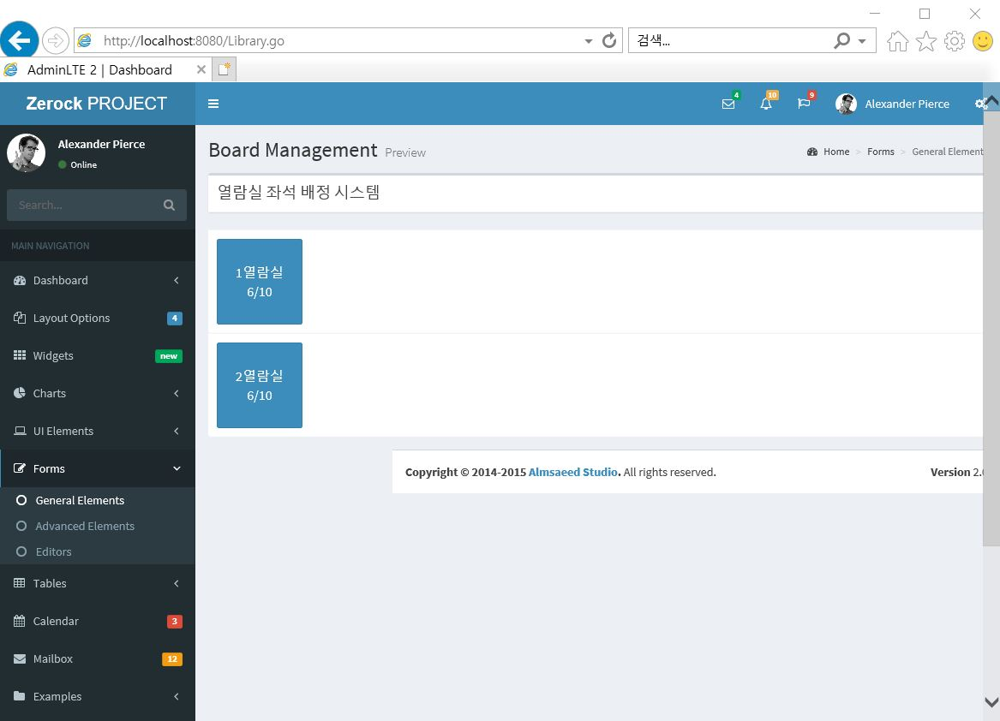 http://localhost:8080/Library.go
검색...
AdminLTE 2 | Dashboard
Zerock PROJECT
4
10
9
Alexander Pierce
Alexander Pierce
Online
Search...
MAIN NAVIGATION
Dashboard
Layout Options 4
Widgets new
Charts
UI Elements
Forms
General Elements
Advanced Elements
Editors
Tables
Calendar 3
Mailbox 12
Examples
Board Management Preview
Home > Forms > General Element
열람실 좌석 배정 시스템
1열람실
6/10
2열람실
6/10
Copyright © 2014-2015 Almsaeed Studio. All rights reserved.
Version 2.0